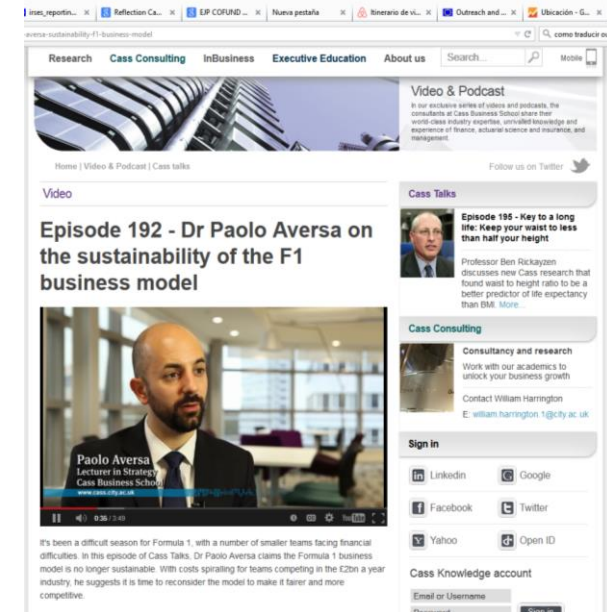 irses_reportin...
Reflection Ca...
EJP COFUND ...
Nueva pestaña
Itinerario de vi...
Outreach and ...
Ubicación - G...
-aversa-sustainability-f1-business-model
como traducir ou
Research
Cass Consulting
InBusiness
Executive Education
About us
Search...
Mobile
Video & Podcast
In our exclusive series of videos and podcasts, the
consultants at Cass Business School share their
world-class industry expertise, unrivalled knowledge and
experience of finance, actuarial science and insurance, and
management.
Home | Video & Podcast | Cass talks
Follow us on Twitter
Video
Episode 192 - Dr Paolo Aversa on
the sustainability of the F1
business model
Paolo Aversa
Lecturer in Strategy
Cass Business School
www.cass.city.ac.uk
0:36 / 3:49
YouTube
It's been a difficult season for Formula 1, with a number of smaller teams facing financial
difficulties. In this episode of Cass Talks, Dr Paolo Aversa claims the Formula 1 business
model is no longer sustainable. With costs spiralling for teams competing in the £2bn a year
industry, he suggests it is time to reconsider the model to make it fairer and more
competitive.
Cass Talks
Episode 195 - Key to a long
life: Keep your waist to less
than half your height
Professor Ben Rickayzen
discusses new Cass research that
found waist to height ratio to be a
better predictor of life expectancy
than BMI. More...
Cass Consulting
Consultancy and research
Work with our academics to
unlock your business growth
Contact William Harrington
E: william.harrington.1@city.ac.uk
Sign in
Linkedin
Google
Facebook
Twitter
Yahoo
Open ID
Cass Knowledge account
Email or Username
Password
Sign in